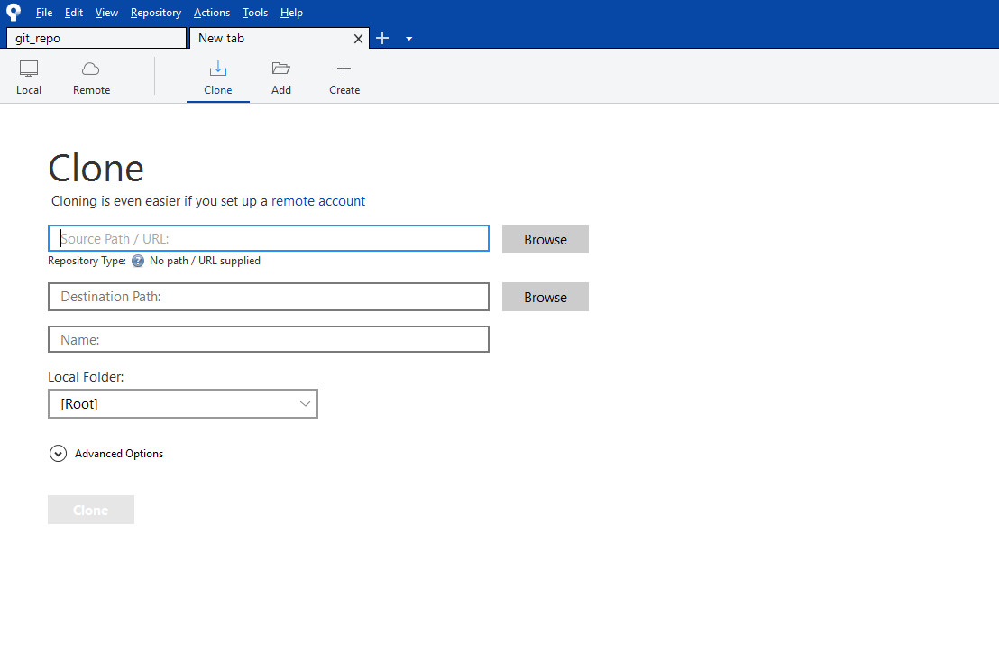 File Edit View Repository Actions Tools Help
git_repo New tab
Local Remote Clone Add Create
Clone
Cloning is even easier if you set up a remote account
Source Path / URL: Browse
Repository Type: ? No path / URL supplied
Destination Path: Browse
Name:
Local Folder:
[Root]
Advanced Options
Clone